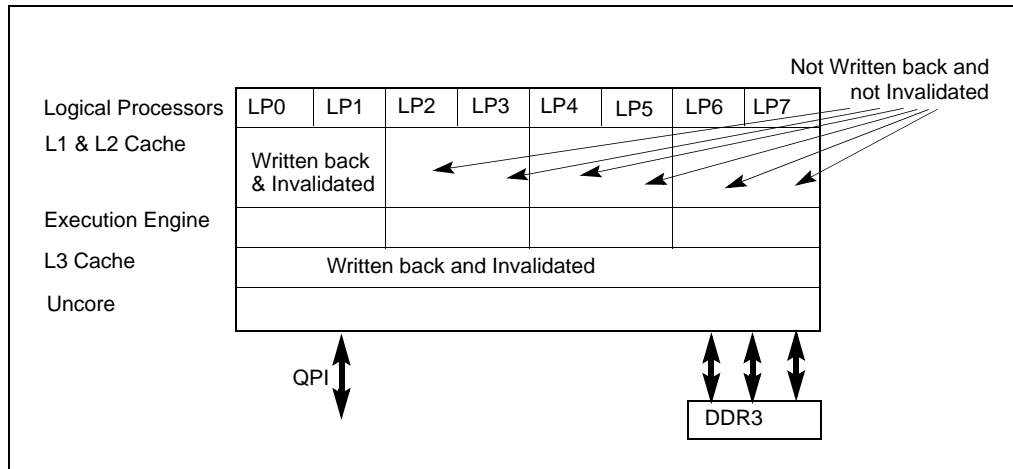 Not Written back and
not Invalidated
Logical Processors
LP0 LP1 LP2 LP3 LP4 LP5 LP6 LP7
L1 & L2 Cache
Written back
& Invalidated
Execution Engine
L3 Cache
Written back and Invalidated
Uncore
QPI
DDR3